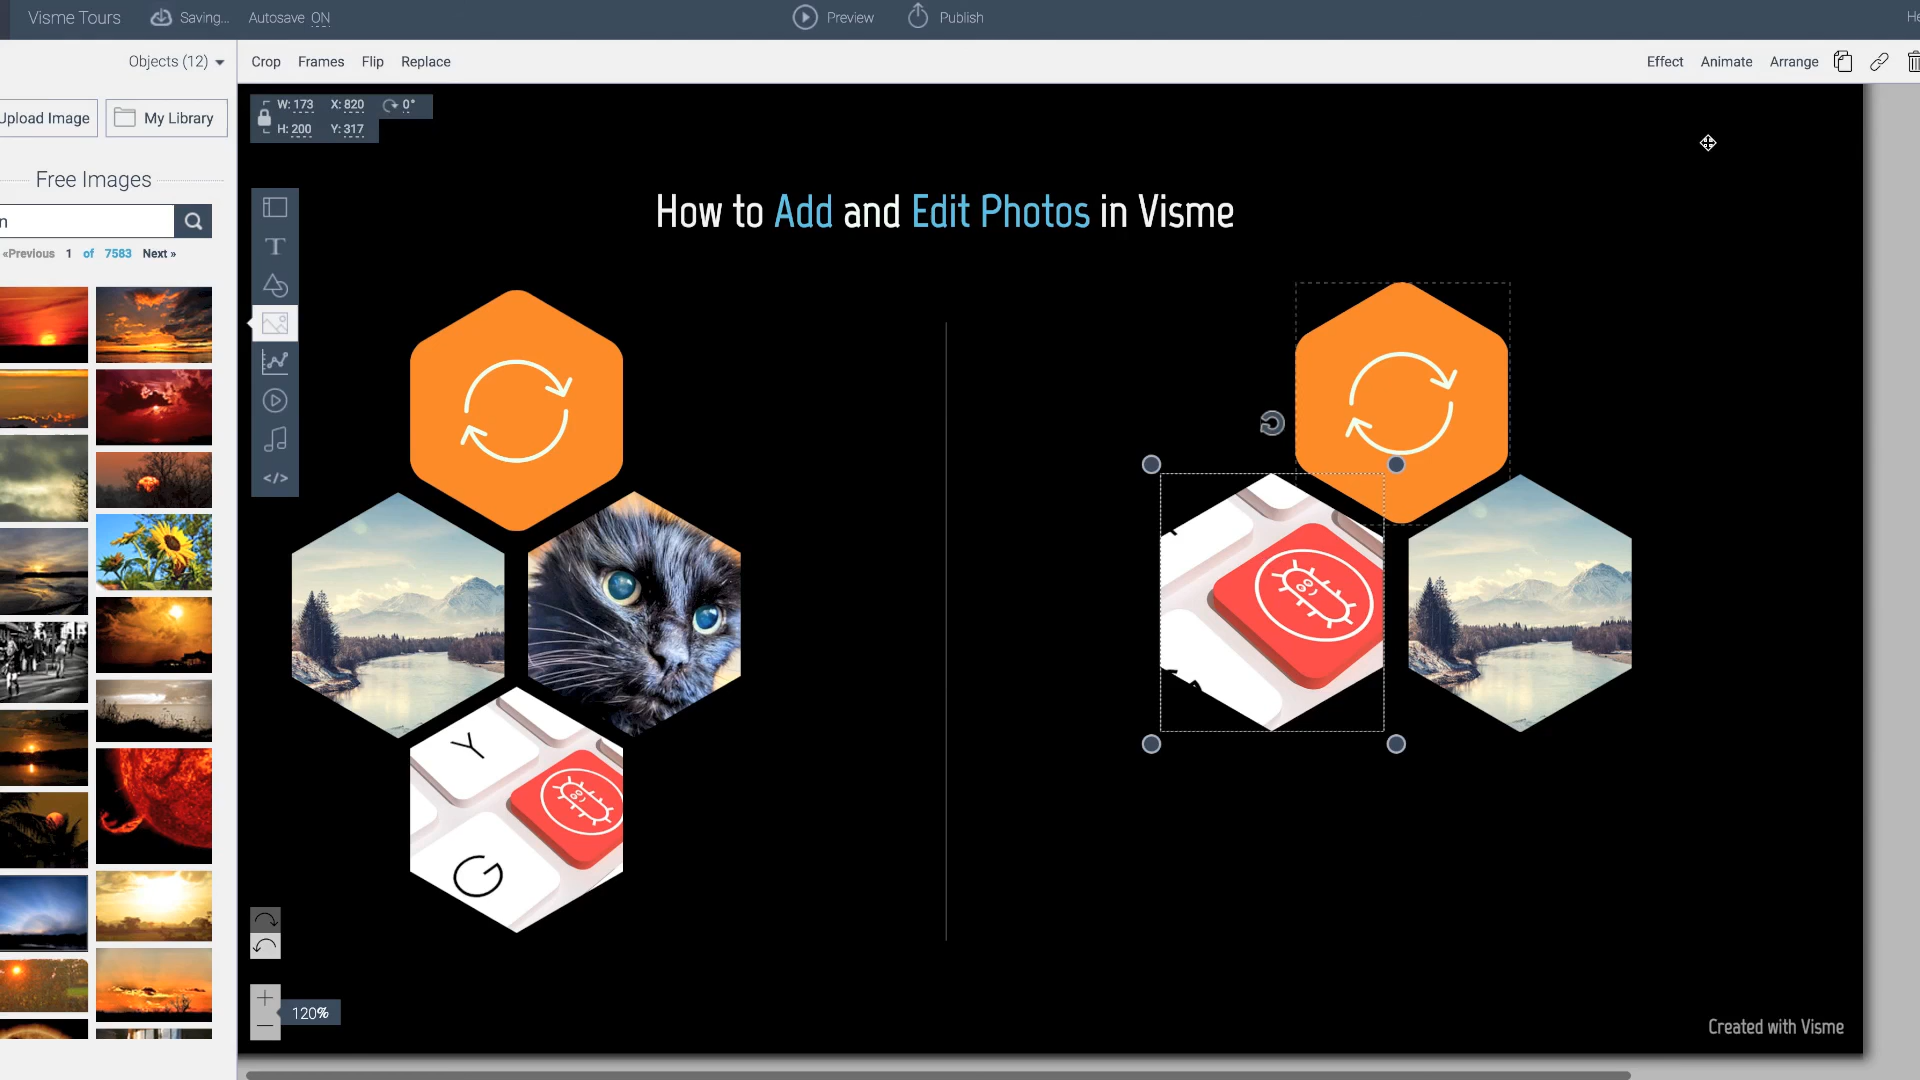 Visme Tours Saving... Autosave ON Preview Publish
Objects (12) Crop Frames Flip Replace Effect Animate Arrange
W: 173 X: 820 0°
H: 200 Y: 317
Upload Image My Library
Free Images
n
«Previous 1 of 7583 Next »
How to Add and Edit Photos in Visme
T
</>
Y
G
120%
Created with Visme